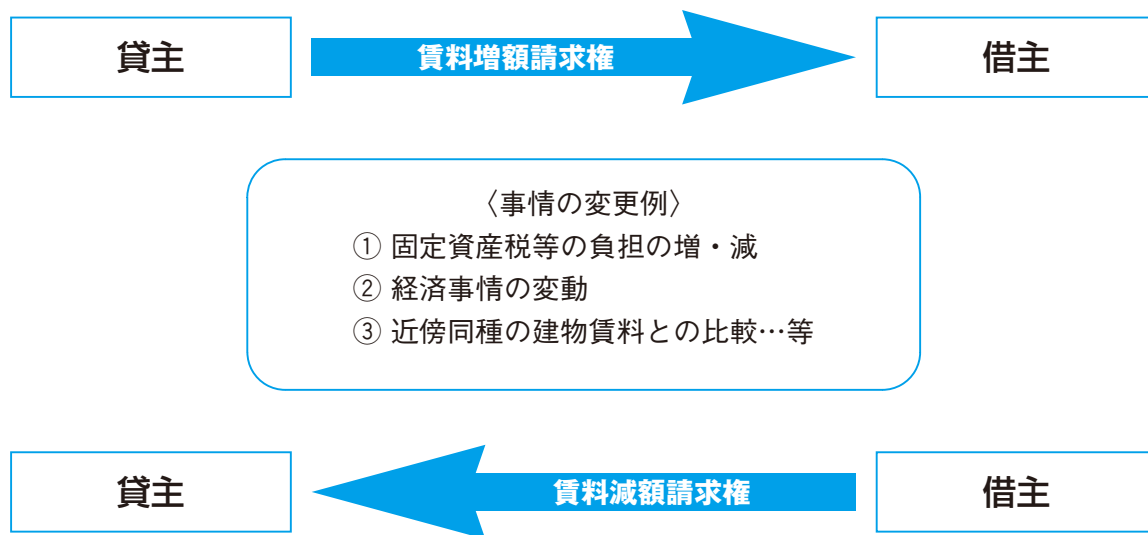 貸主
賃料増額請求権
借主
〈事情の変更例〉
① 固定資産税等の負担の増・減
② 経済事情の変動
③ 近傍同種の建物賃料との比較…等
貸主
賃料減額請求権
借主